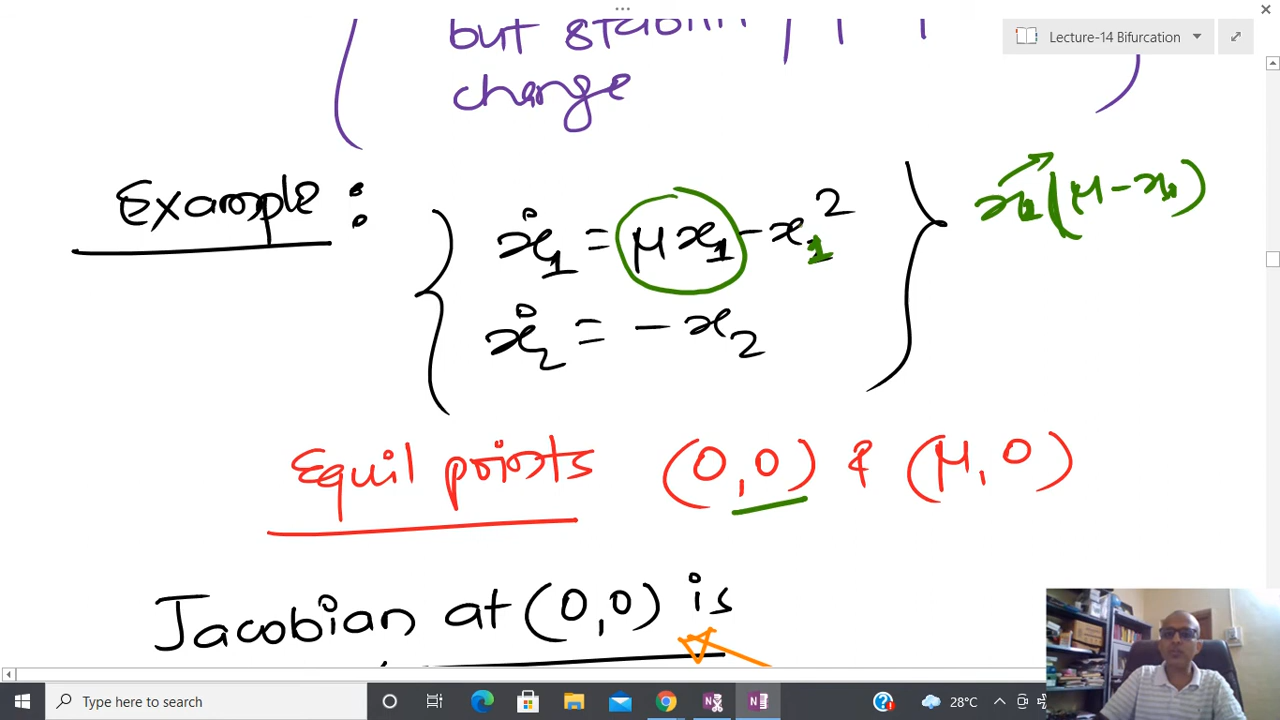 Lecture-14 Bifurcation
but
change
Example :
ẋ₁ = μx₁ - x₁²
x₁(μ - x₁)
ẋ₂ = - x₂
Equil points (0,0) & (μ,0)
Jacobian at (0,0) is
Type here to search
28°C